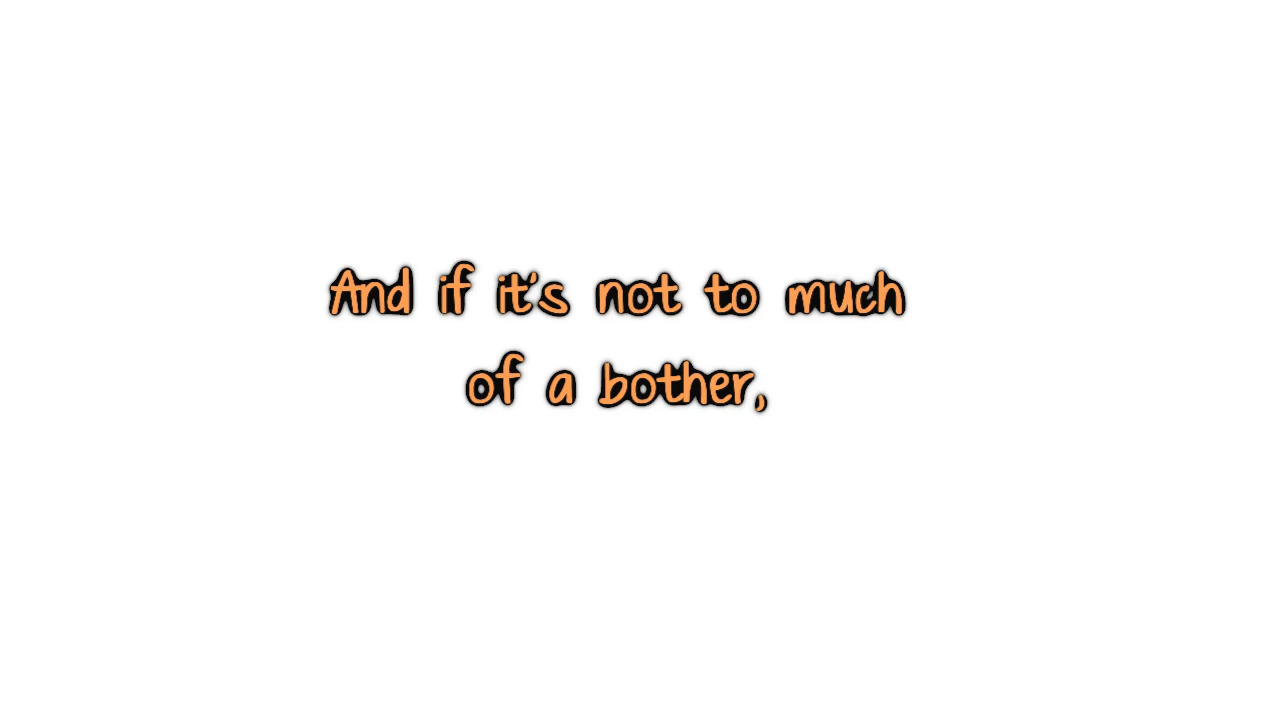 And if it's not to much
of a bother,